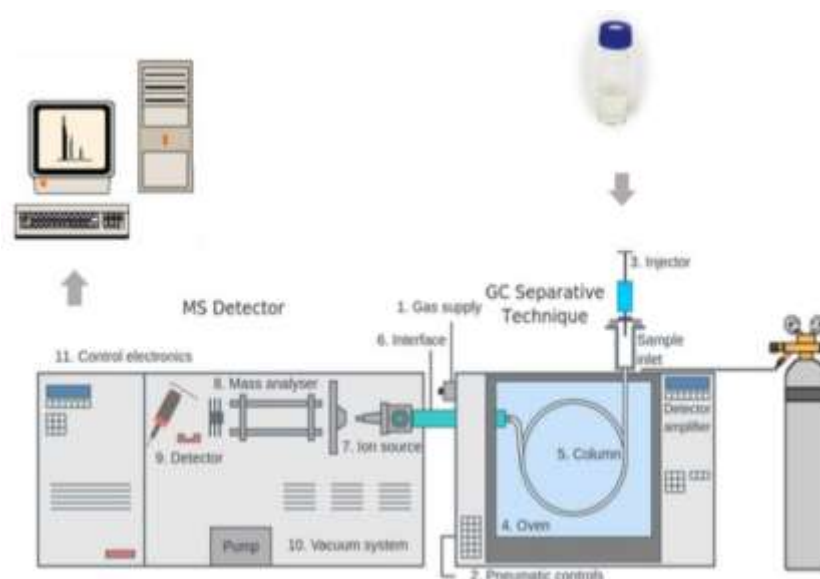 3. Injector
MS Detector
GC Separative
Technique
1. Gas supply
6. Interface
Sample
inlet
11. Control electronics
8. Mass analyser
Detector
amplifier
7. Ion source
5. Column
9. Detector
4. Oven
Pump
10. Vacuum system
2. Pneumatic controls